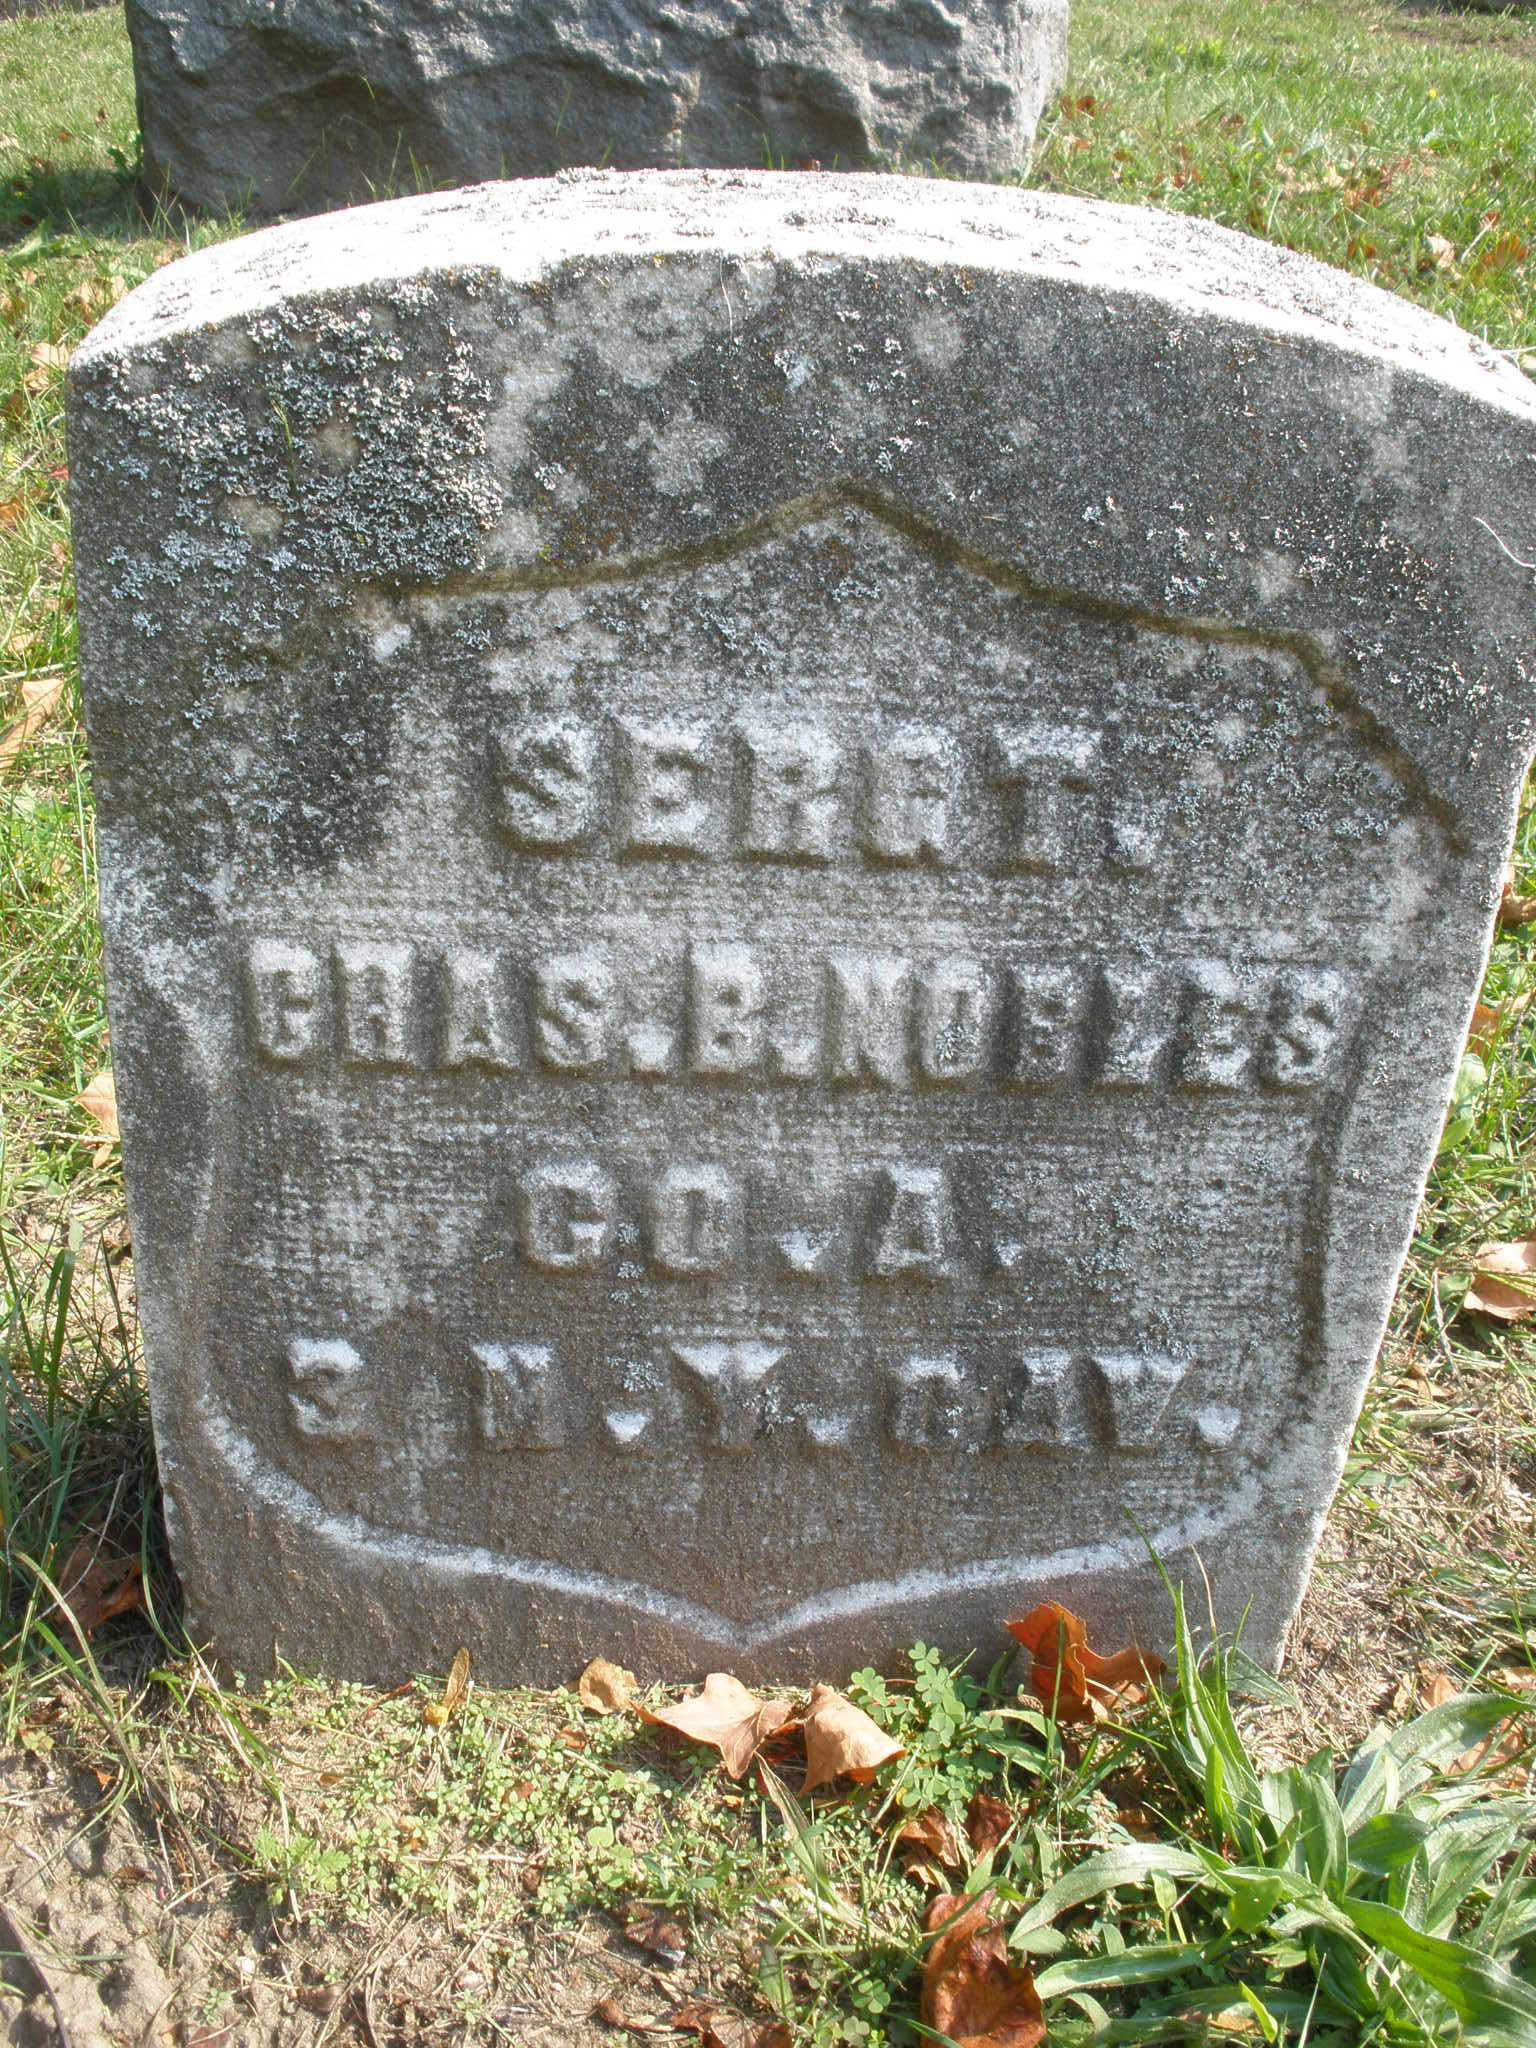 SERGT.
CHAS. B. NOBLES
CO. A.
3 N.Y. CAV.